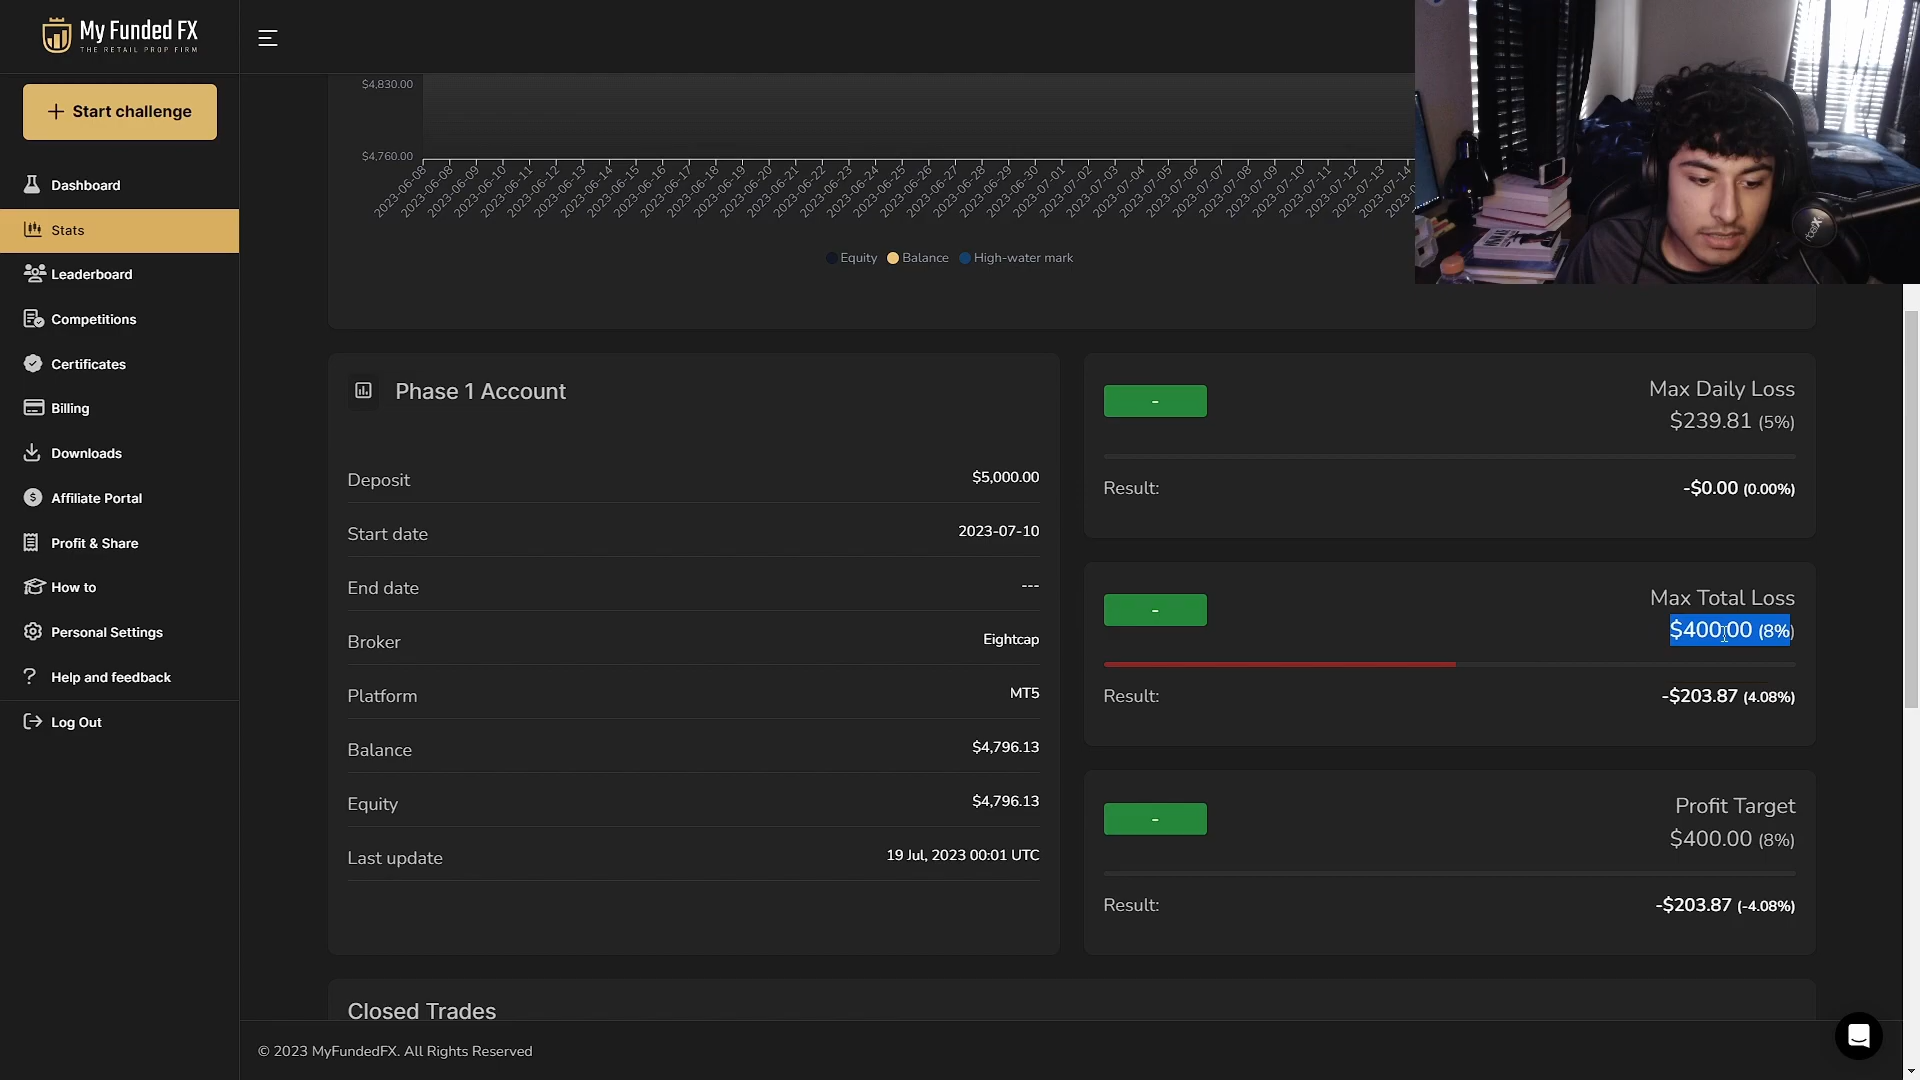 My Funded FX
THE RETAIL PROP FIRM
+ Start challenge
Dashboard
Stats
Leaderboard
Competitions
Certificates
Billing
Downloads
Affiliate Portal
Profit & Share
How to
Personal Settings
Help and feedback
Log Out
$4,830.00
$4,760.00
2023-06-08 2023-06-08 2023-06-09 2023-06-10 2023-06-11 2023-06-12 2023-06-13 2023-06-14 2023-06-15 2023-06-16 2023-06-17 2023-06-18 2023-06-19 2023-06-20 2023-06-21 2023-06-22 2023-06-23 2023-06-24 2023-06-25 2023-06-26 2023-06-27 2023-06-28 2023-06-29 2023-06-30 2023-07-01 2023-07-02 2023-07-03 2023-07-04 2023-07-05 2023-07-06 2023-07-07 2023-07-08 2023-07-09 2023-07-10 2023-07-11 2023-07-12 2023-07-13 2023-07-14
Equity Balance High-water mark
Phase 1 Account
Deposit $5,000.00
Start date 2023-07-10
End date ---
Broker Eightcap
Platform MT5
Balance $4,796.13
Equity $4,796.13
Last update 19 Jul, 2023 00:01 UTC
-
Max Daily Loss
$239.81 (5%)
Result: -$0.00 (0.00%)
-
Max Total Loss
$400.00 (8%)
Result: -$203.87 (4.08%)
-
Profit Target
$400.00 (8%)
Result: -$203.87 (-4.08%)
Closed Trades
© 2023 MyFundedFX. All Rights Reserved